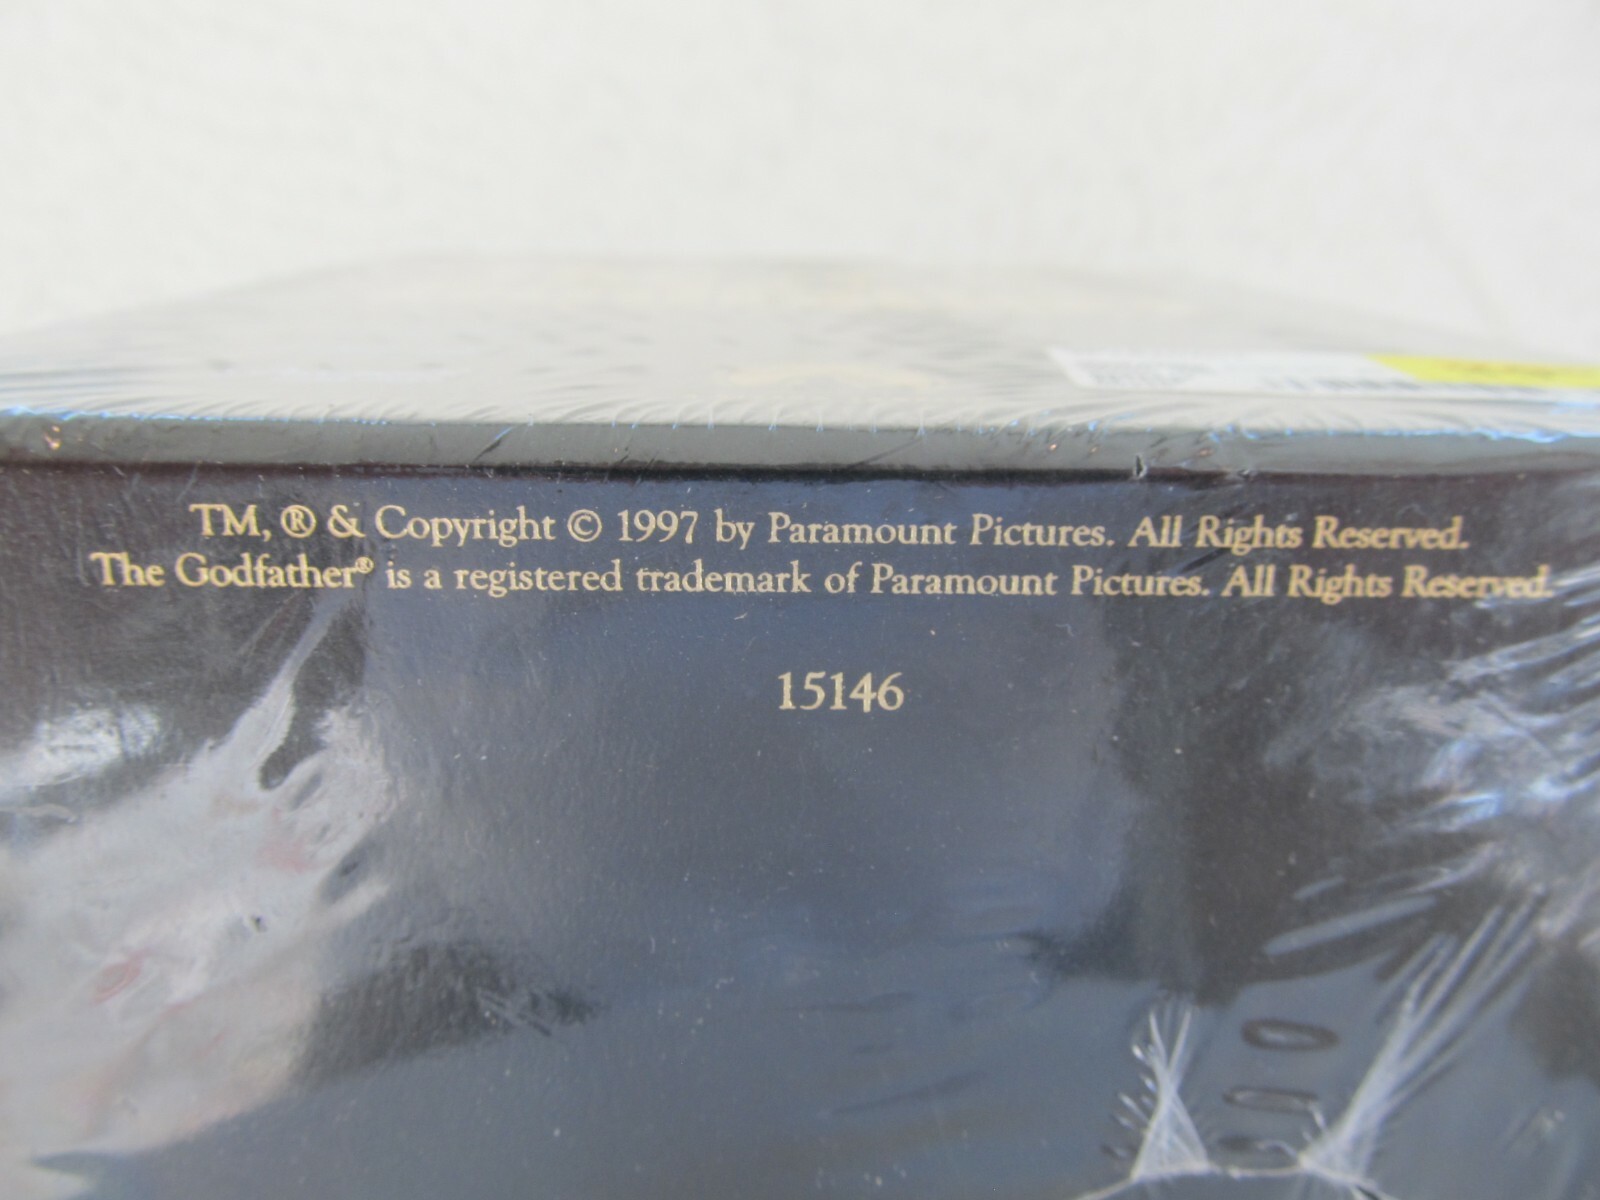 TM, ® & Copyright © 1997 by Paramount Pictures. All Rights Reserved.
The Godfather® is a registered trademark of Paramount Pictures. All Rights Reserved.
15146